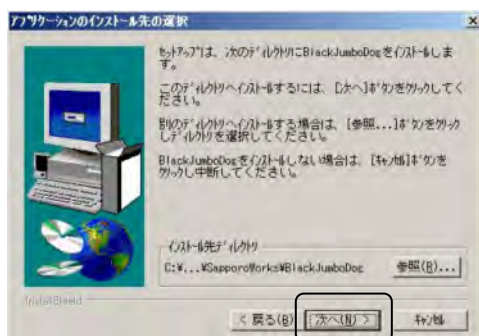 アプリケーションのインストール先の選択
セットアップは、次のディレクトリにBlackJumboDogをインストールしま
す。
このディレクトリへインストールするには、[次へ]ボタンをクリックしてく
ださい。
別のディレクトリへインストールする場合は、[参照...]ボタンをクリック
しディレクトリを選択してください。
BlackJumboDogをインストールしない場合は、[キャンセル]ボタンを
クリックし中断してください。
インストール先ディレクトリ
C:¥...¥SapporoWorks¥BlackJumboDog
参照(R)...
InstallShield
< 戻る(B)
次へ(N) >
キャンセル